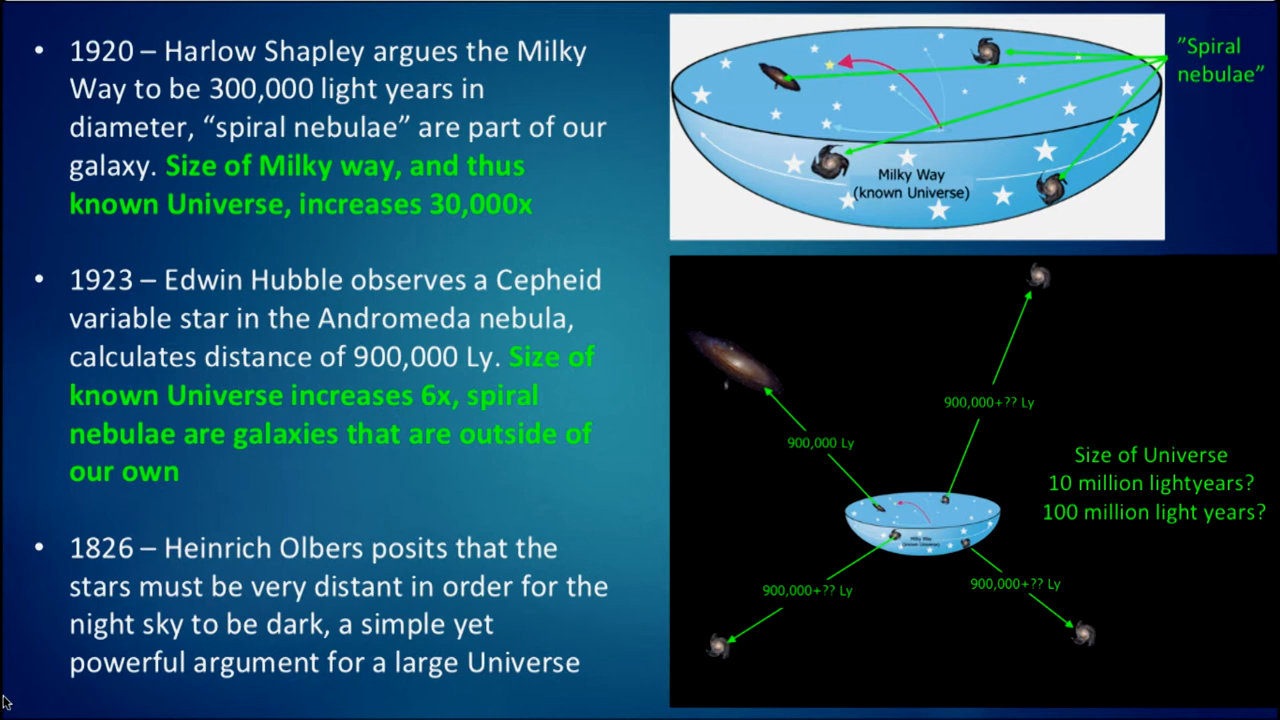 • 1920 – Harlow Shapley argues the Milky
Way to be 300,000 light years in
diameter, “spiral nebulae” are part of our
galaxy. Size of Milky way, and thus
known Universe, increases 30,000x
• 1923 – Edwin Hubble observes a Cepheid
variable star in the Andromeda nebula,
calculates distance of 900,000 Ly. Size of
known Universe increases 6x, spiral
nebulae are galaxies that are outside of
our own
• 1826 – Heinrich Olbers posits that the
stars must be very distant in order for the
night sky to be dark, a simple yet
powerful argument for a large Universe
”Spiral
nebulae”
Milky Way
(known Universe)
900,000+?? Ly
900,000 Ly
Size of Universe
10 million lightyears?
100 million light years?
Milky Way
(known Universe)
900,000+?? Ly
900,000+?? Ly